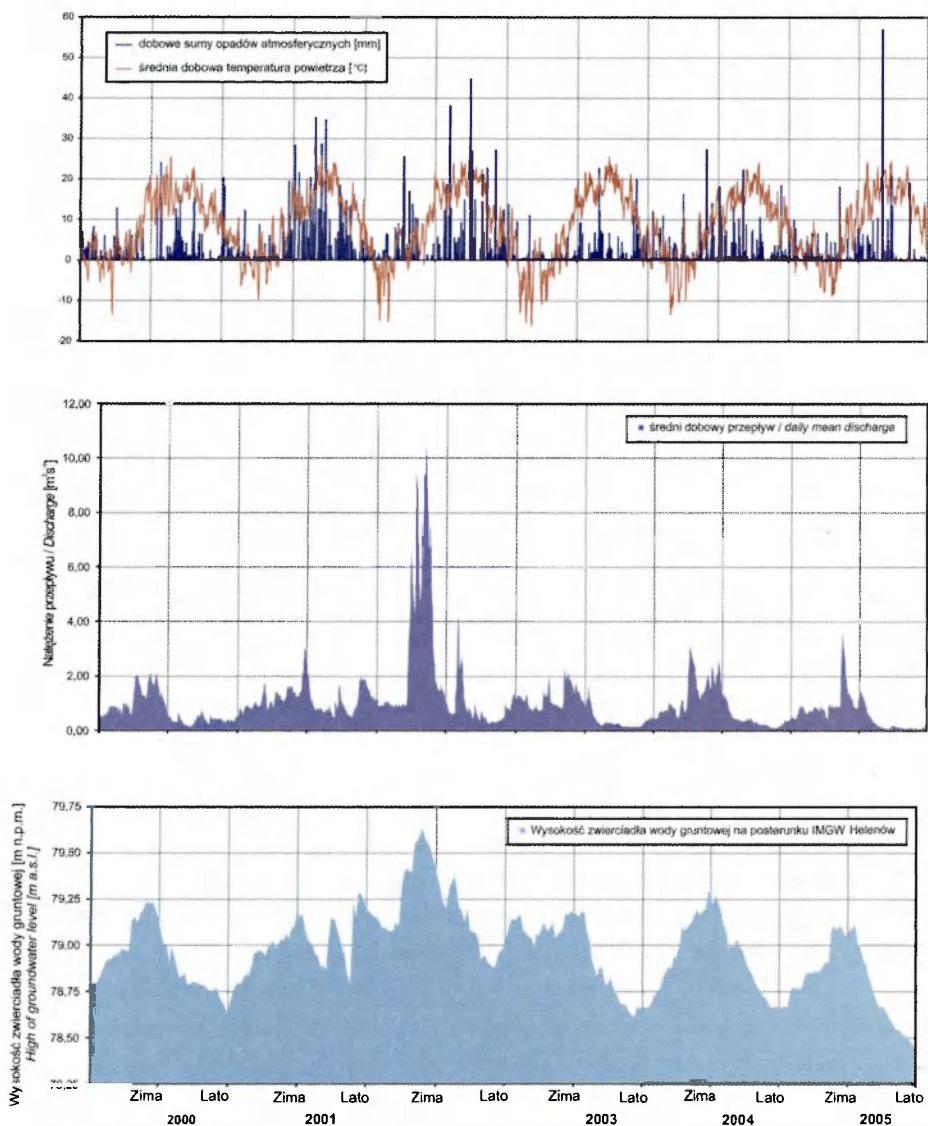 60
50
40
30
20
10
0
-10
-20
dobowe sumy opadów atmosferycznych [mm]
średnia dobowa temperatura powietrza [°C]
12,00
10,00
8,00
6,00
4,00
2,00
0,00
Natężenie przepływu / Discharge [m³s⁻¹]
średni dobowy przepływ / daily mean discharge
79,75
79,50
79,25
79,00
78,75
78,50
78,25
Wysokość zwierciadła wody gruntowej [m n.p.m.]
High of groundwater level [m a.s.l.]
Wysokość zwierciadła wody gruntowej na posterunku IMGW Helenów
Zima Lato Zima Lato Zima Lato Zima Lato Zima Lato Zima Lato
2000 2001 2003 2004 2005